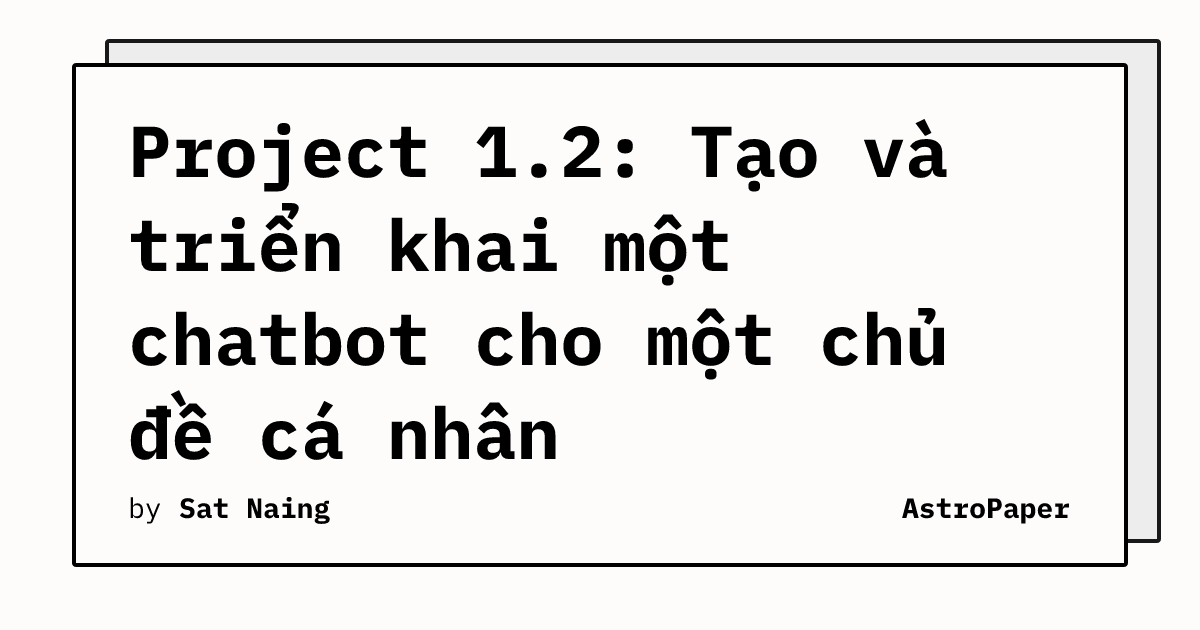 Project 1.2: Tạo và
triển khai một
chatbot cho một chủ
đề cá nhân
by Sat Naing
AstroPaper